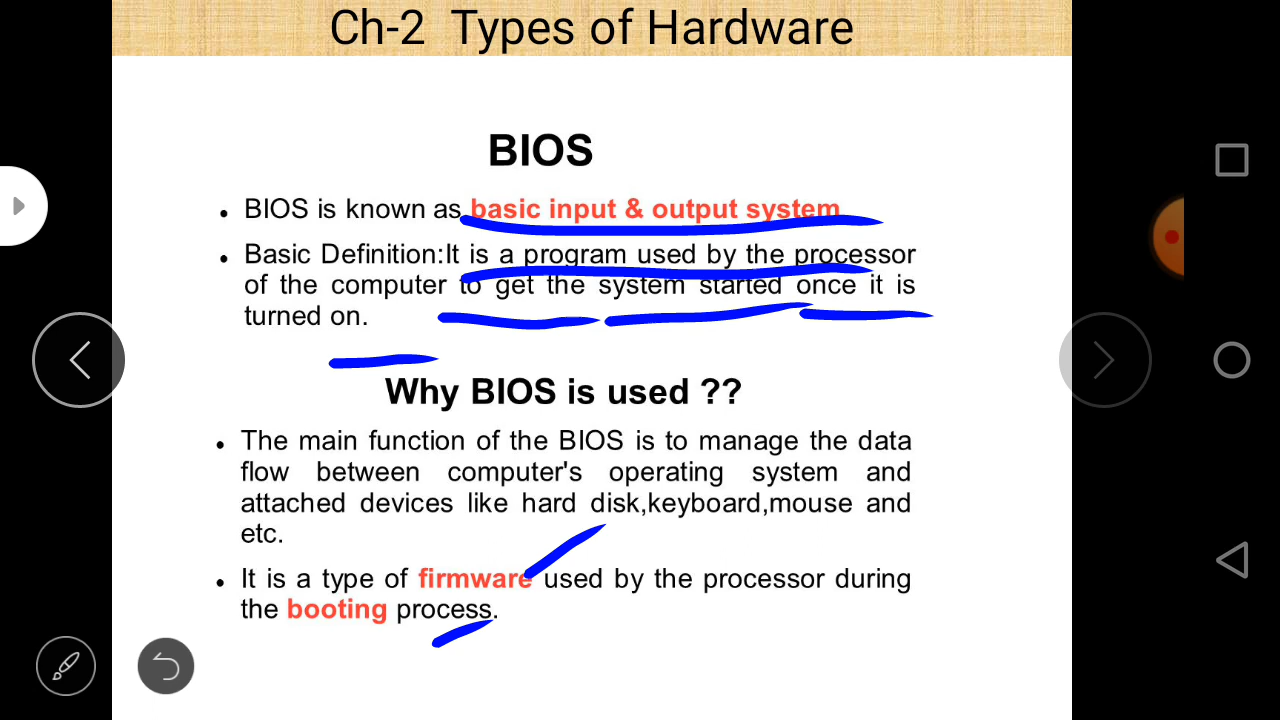 Ch-2 Types of Hardware
BIOS
• BIOS is known as basic input & output system
• Basic Definition:It is a program used by the processor
of the computer to get the system started once it is
turned on.
Why BIOS is used ??
• The main function of the BIOS is to manage the data
flow between computer's operating system and
attached devices like hard disk,keyboard,mouse and
etc.
• It is a type of firmware used by the processor during
the booting process.